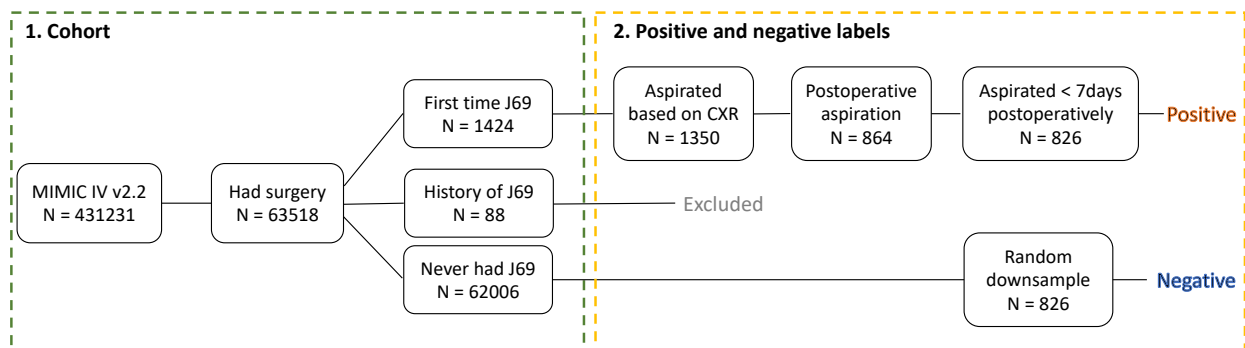 1. Cohort
2. Positive and negative labels
MIMIC IV v2.2
N = 431231
Had surgery
N = 63518
First time J69
N = 1424
History of J69
N = 88
Never had J69
N = 62006
Aspirated
based on CXR
N = 1350
Postoperative
aspiration
N = 864
Aspirated < 7days
postoperatively
N = 826
Positive
Excluded
Random
downsample
N = 826
Negative